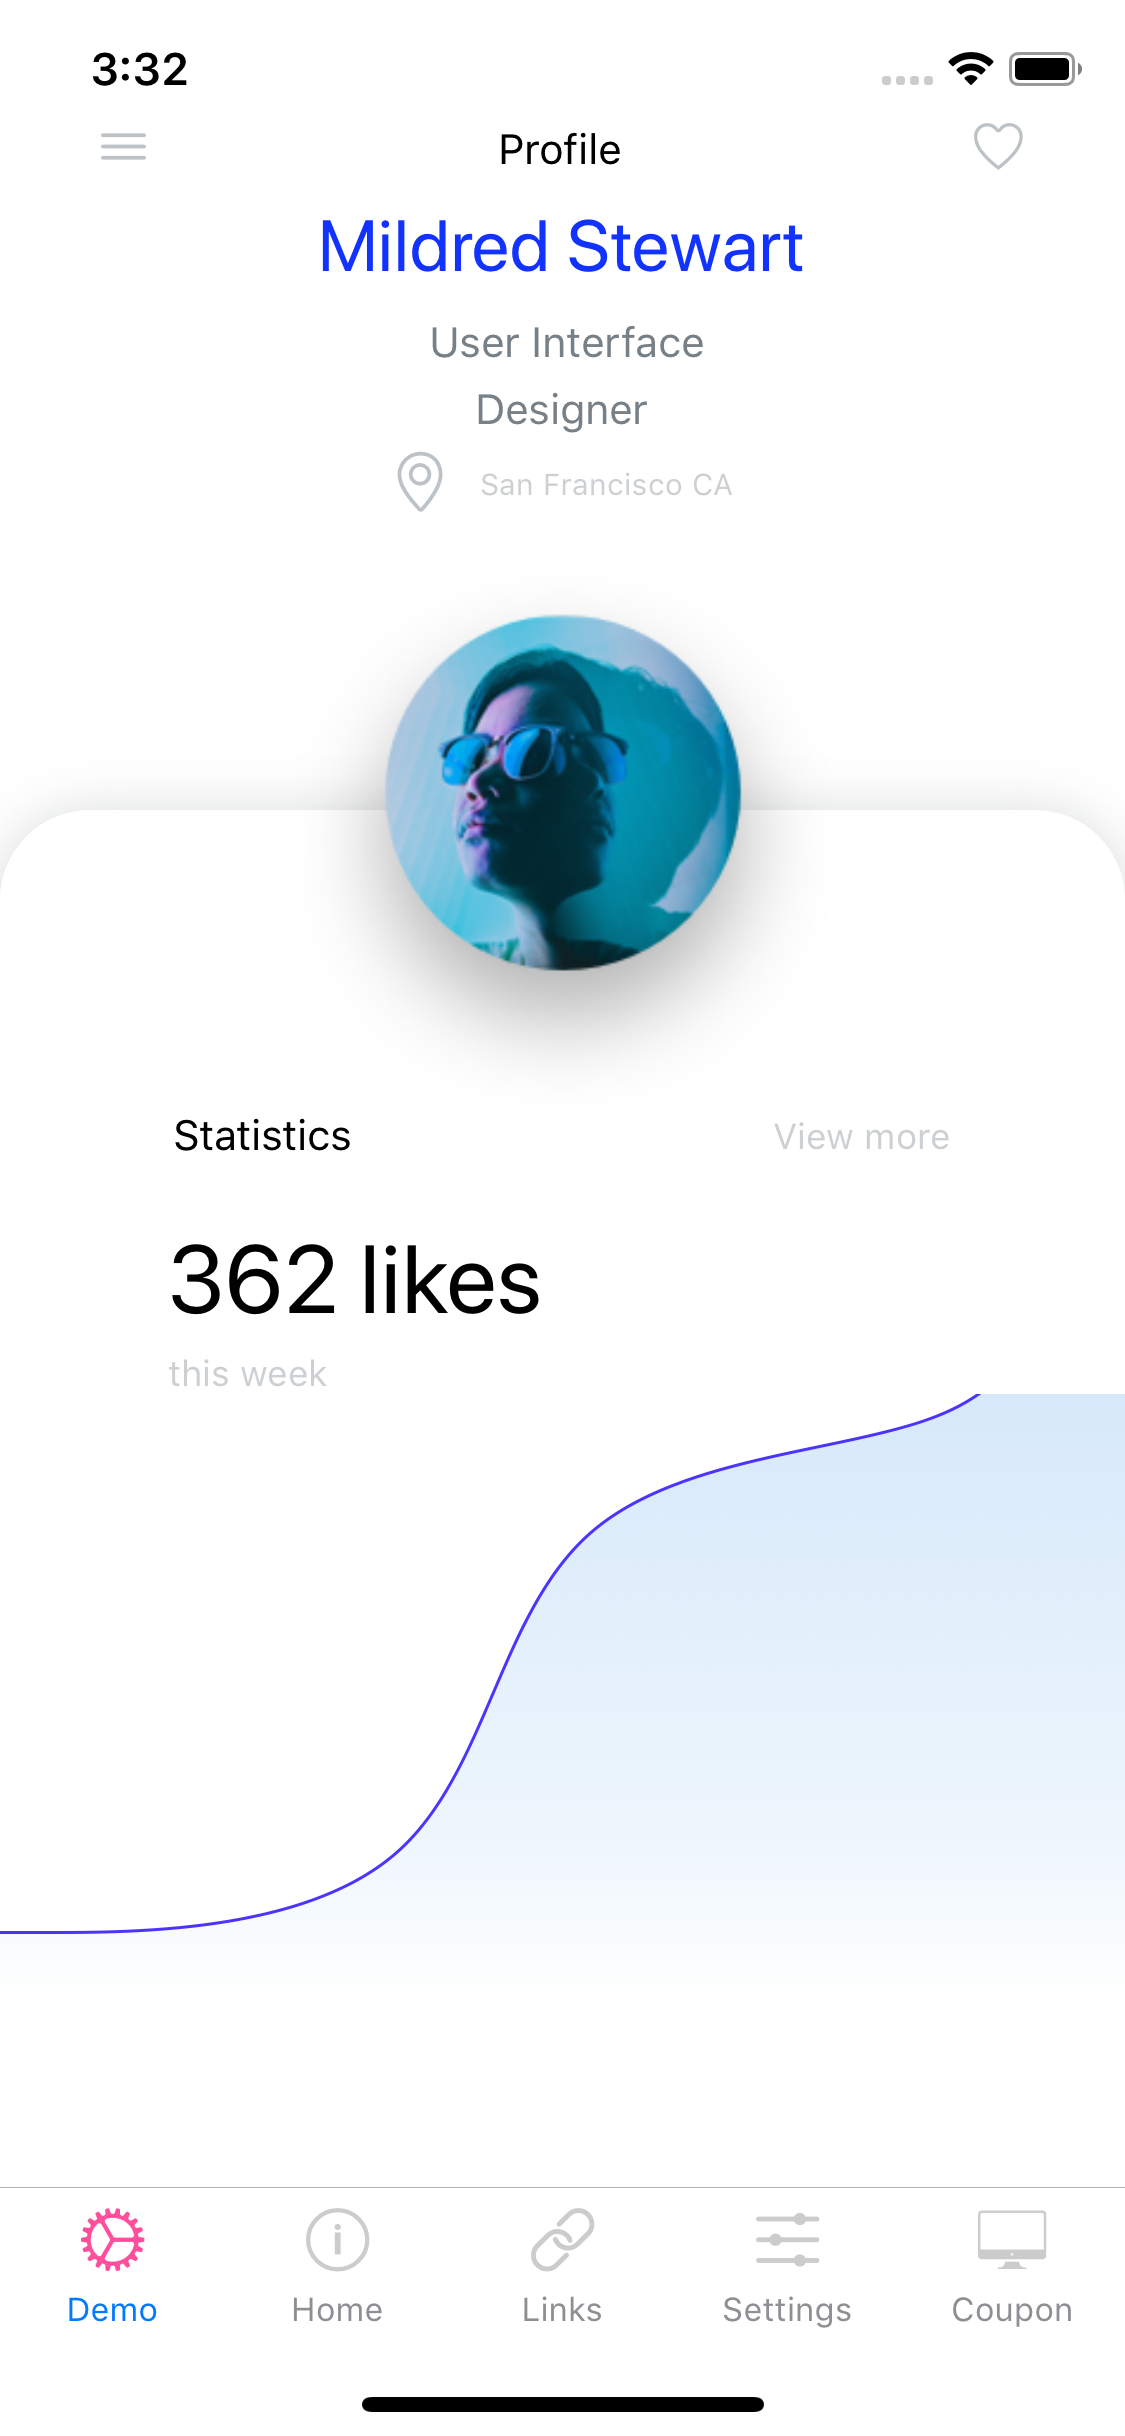 3:32
Profile
Mildred Stewart
User Interface
Designer
San Francisco CA
Statistics
View more
362 likes
this week
Demo
Home
Links
Settings
Coupon